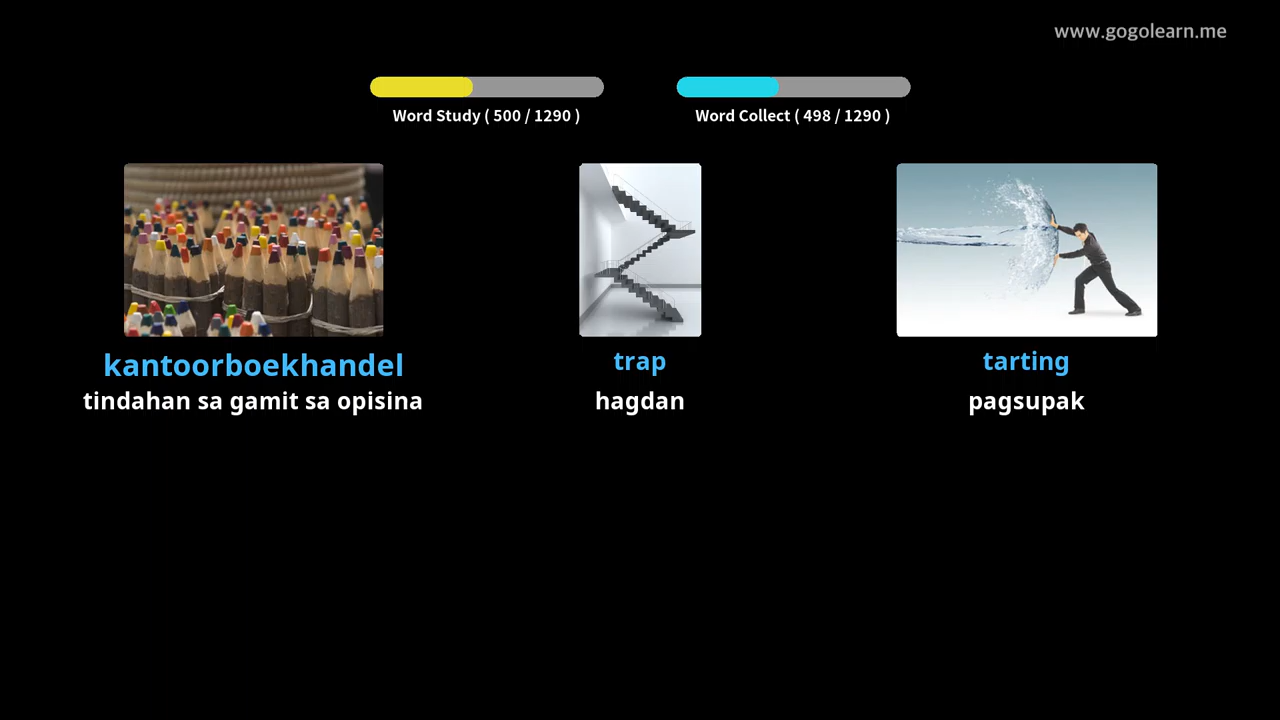 www.gogolearn.me
Word Study ( 500 / 1290 )
Word Collect ( 498 / 1290 )
kantoorboekhandel
tindahan sa gamit sa opisina
trap
hagdan
tarting
pagsupak